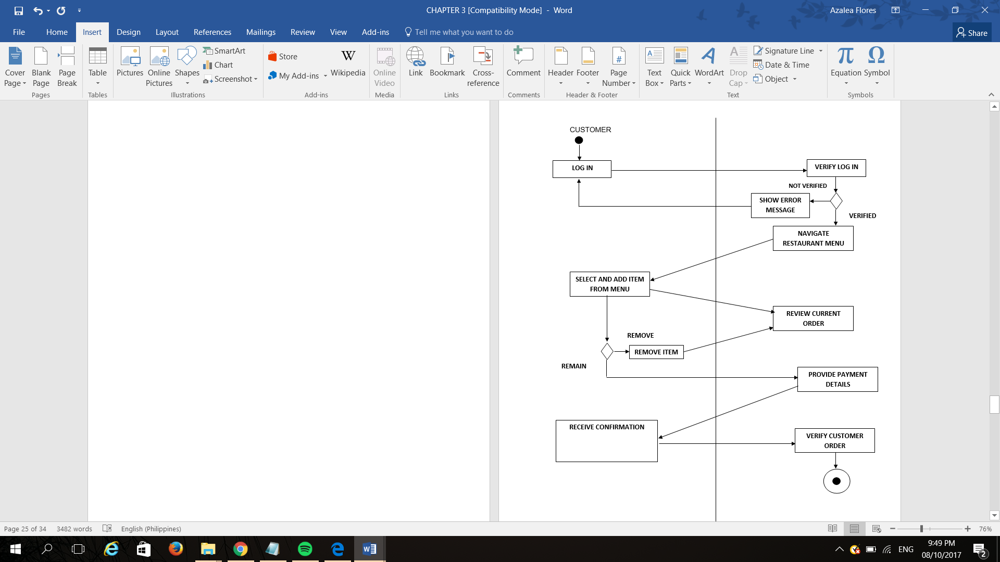 CHAPTER 3 [Compatibility Mode] - Word
Azalea Flores
File Home Insert Design Layout References Mailings Review View Add-ins Tell me what you want to do
Share
Cover Page
Blank Page
Page Break
Pages
Table
Tables
Pictures
Online Pictures
Shapes
SmartArt
Chart
Screenshot
Illustrations
Store
My Add-ins
W
Wikipedia
Add-ins
Online Video
Media
Link
Bookmark
Cross-reference
Links
Comment
Comments
Header
Footer
Page Number
Header & Footer
Text Box
Quick Parts
WordArt
Drop Cap
Signature Line
Date & Time
Object
Text
π
Equation
Ω
Symbol
Symbols
CUSTOMER
LOG IN
VERIFY LOG IN
NOT VERIFIED
SHOW ERROR
MESSAGE
VERIFIED
NAVIGATE
RESTAURANT MENU
SELECT AND ADD ITEM
FROM MENU
REVIEW CURRENT
ORDER
REMOVE
REMOVE ITEM
REMAIN
PROVIDE PAYMENT
DETAILS
RECEIVE CONFIRMATION
VERIFY CUSTOMER
ORDER
Page 25 of 34 3482 words English (Philippines)
76%
ENG
9:49 PM
08/10/2017
2